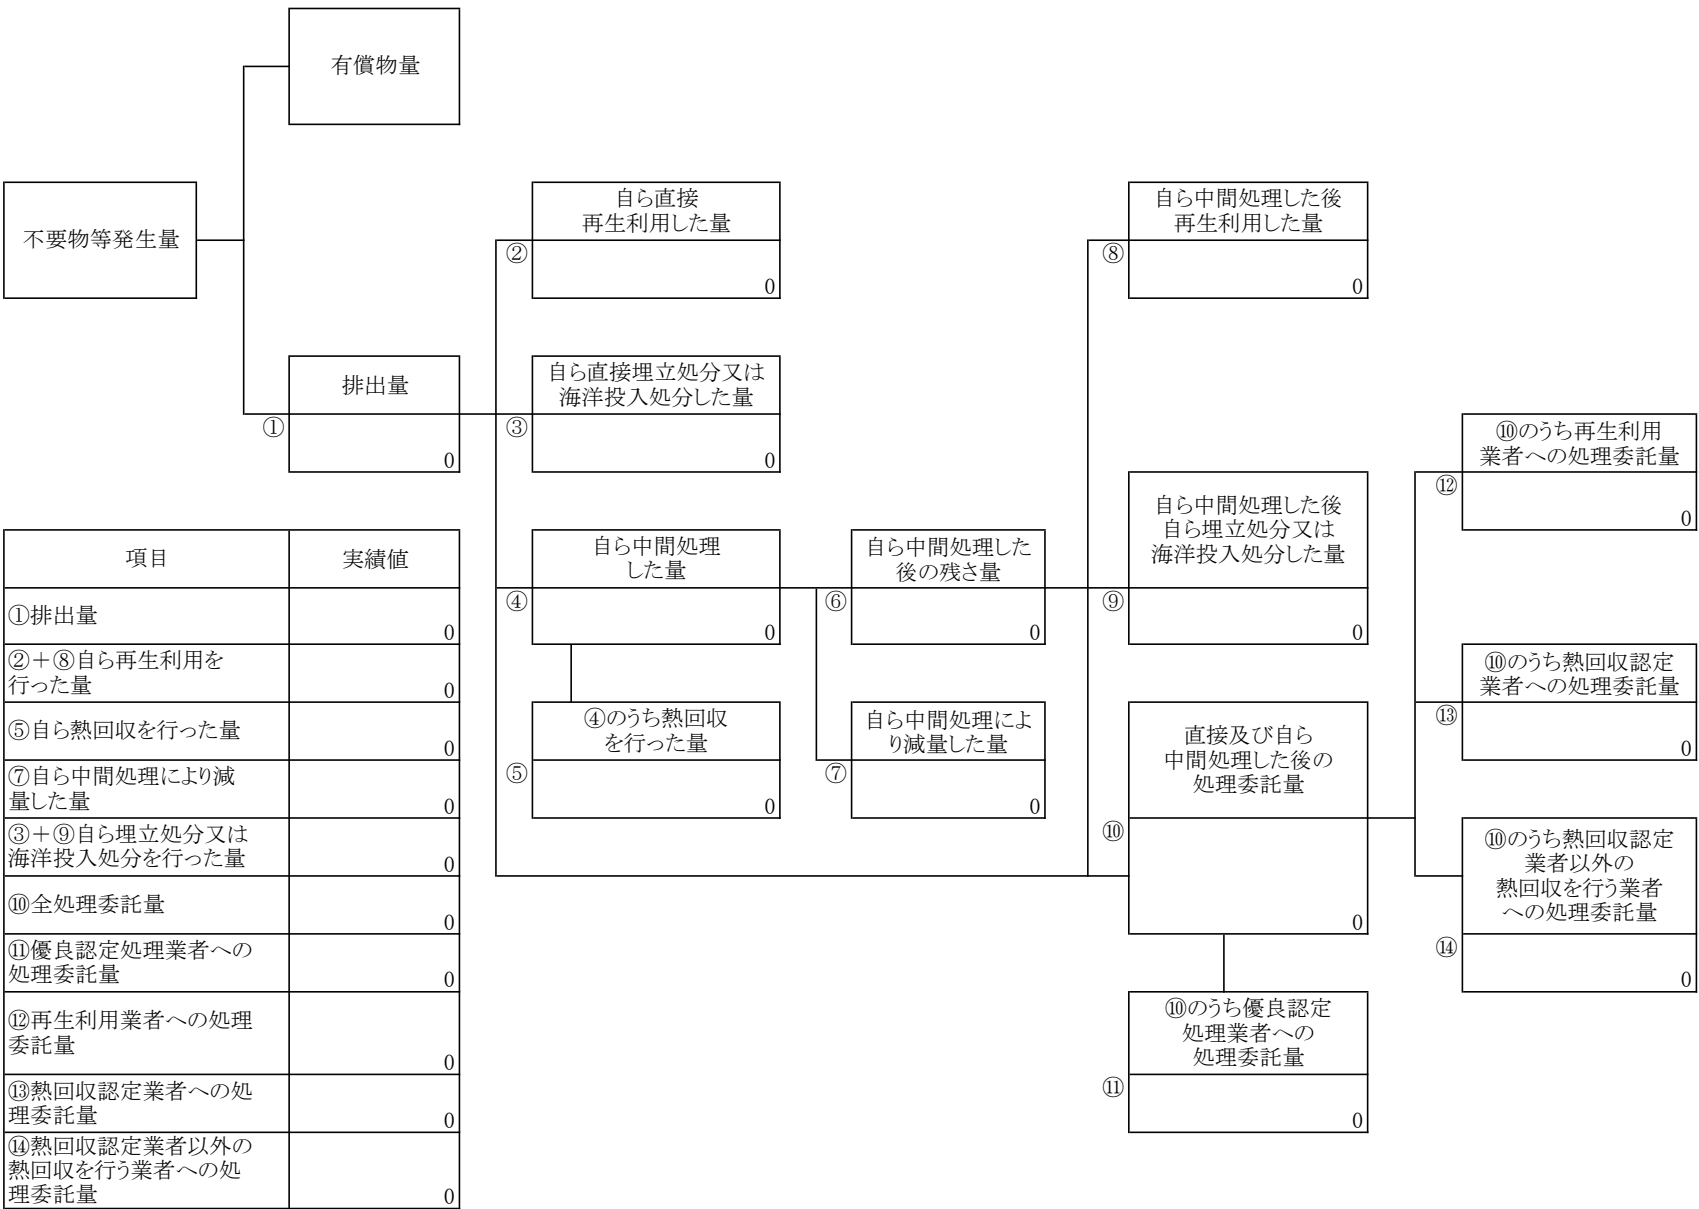 有償物量
不要物等発生量
排出量
①
0
自ら直接
再生利用した量
②
0
自ら直接埋立処分又は
海洋投入処分した量
③
0
自ら中間処理
した量
④
0
④のうち熱回収
を行った量
⑤
0
自ら中間処理した
後の残さ量
⑥
0
自ら中間処理によ
り減量した量
⑦
0
自ら中間処理した後
再生利用した量
⑧
0
自ら中間処理した後
自ら埋立処分又は
海洋投入処分した量
⑨
0
直接及び自ら
中間処理した後の
処理委託量
⑩
0
⑩のうち優良認定
処理業者への
処理委託量
⑪
0
⑩のうち再生利用
業者への処理委託量
⑫
0
⑩のうち熱回収認定
業者への処理委託量
⑬
0
⑩のうち熱回収認定
業者以外の
熱回収を行う業者
への処理委託量
⑭
0
項目 実績値
①排出量
0
②＋⑧自ら再生利用を
行った量
0
⑤自ら熱回収を行った量
0
⑦自ら中間処理により減
量した量
0
③＋⑨自ら埋立処分又は
海洋投入処分を行った量
0
⑩全処理委託量
0
⑪優良認定処理業者への
処理委託量
0
⑫再生利用業者への処理
委託量
0
⑬熱回収認定業者への処
理委託量
0
⑭熱回収認定業者以外の
熱回収を行う業者への処
理委託量
0